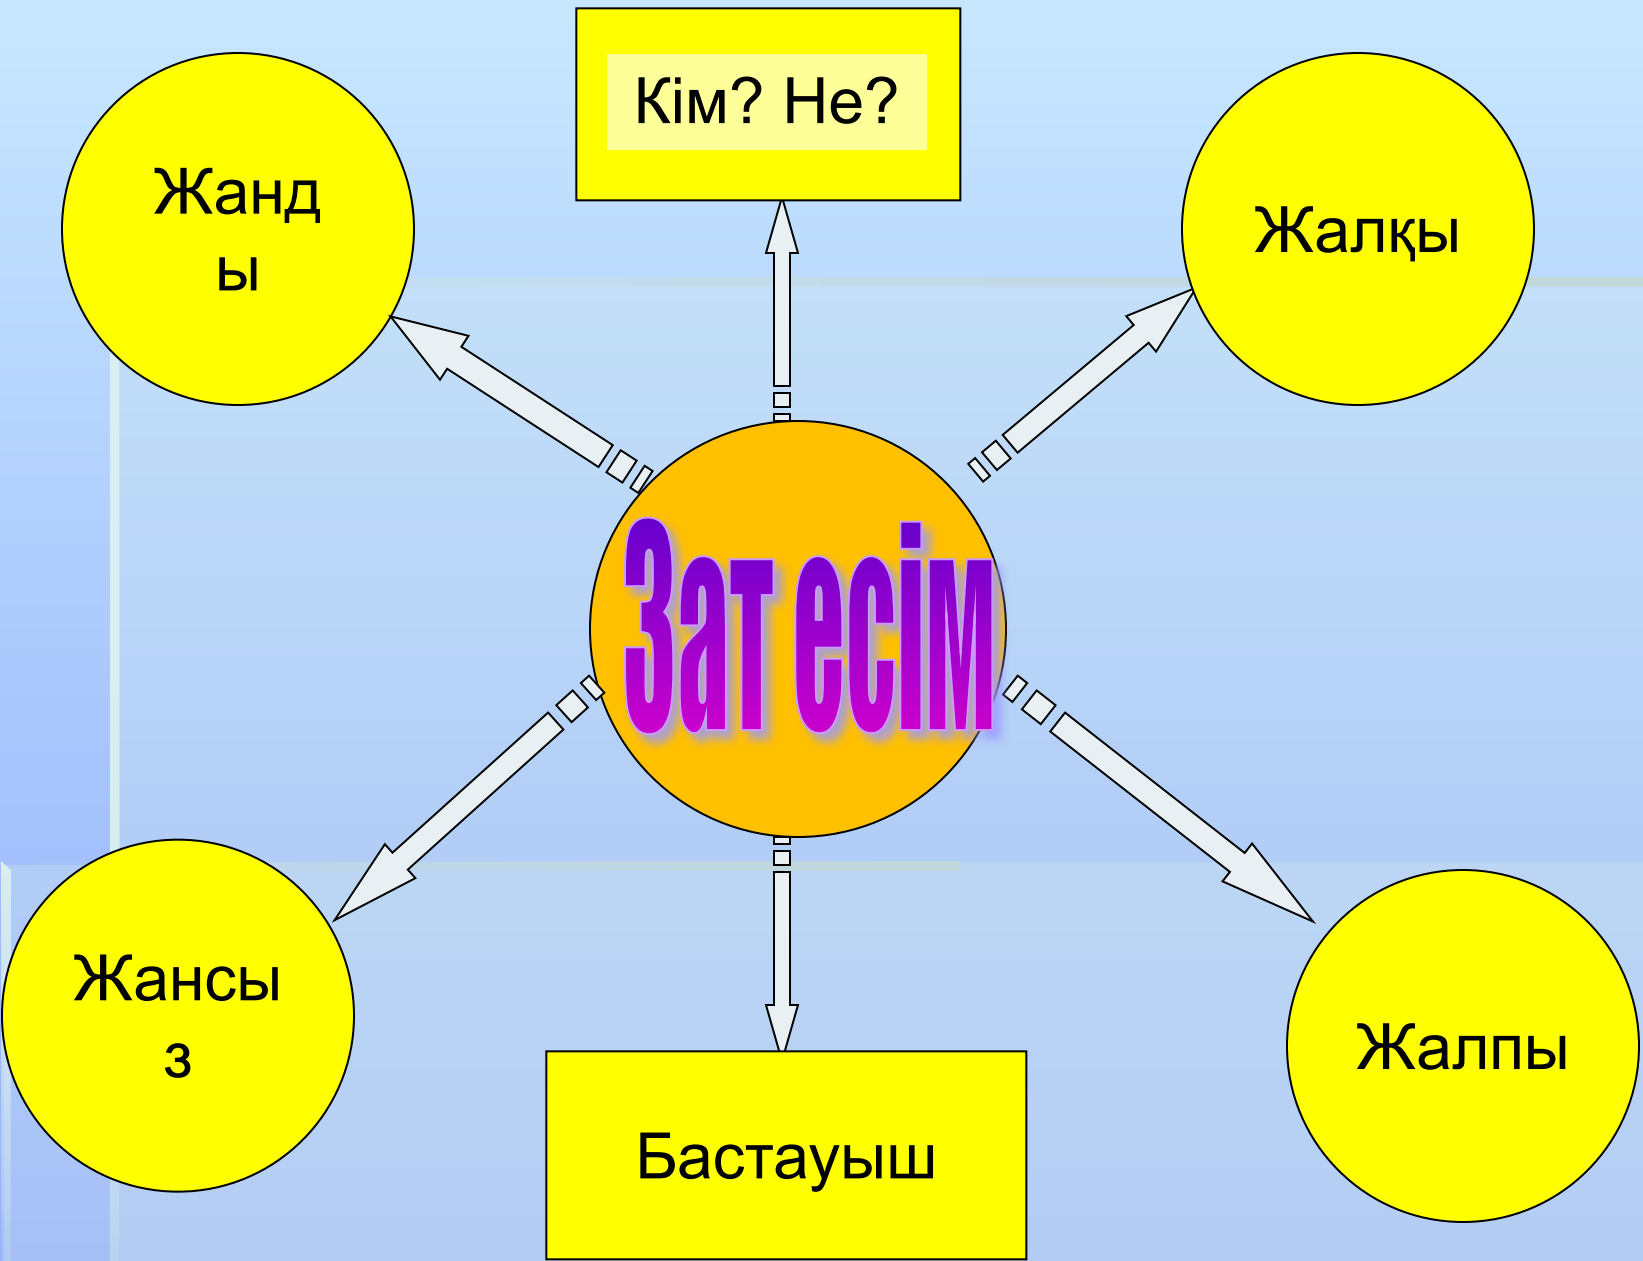 Кім? Не?
Жанд
ы
Жалқы
Зат есім
Жансы
з
Жалпы
Бастауыш